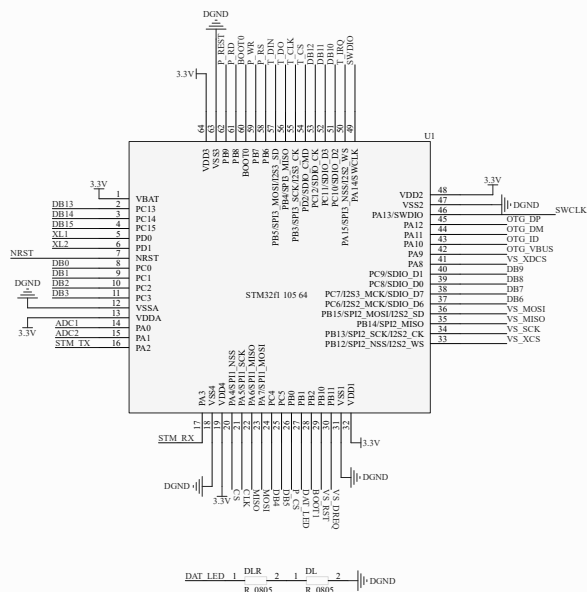 DGND
P_REST
P_RD
BOOT0
P_WR
P_RS
T_DIN
T_DO
T_CLK
T_CS
DB12
DB11
DB10
T_IRQ
SWDIO
3.3V
64
63
62
61
60
59
58
57
56
55
54
53
52
51
50
49
U1
VDD3
VSS3
PB9
PB8
BOOT0
PB7
PB6
PB5/SPI3_MOSI/I2S3_SD
PB4/SPI3_MISO
PB3/SPI3_SCK/I2S3_CK
PD2/SDIO_CMD
PC12/SDIO_CK
PC11/SDIO_D3
PC10/SDIO_D2
PA15/SPI3_NSS/I2S2_WS
PA14/SWCLK
3.3V 1 VBAT
DB13 2 PC13
DB14 3 PC14
DB15 4 PC15
XL1 5 PD0
XL2 6 PD1
NRST 7 NRST
DB0 8 PC0
DB1 9 PC1
DB2 10 PC2
DB3 11 PC3
DGND 12 VSSA
3.3V 13 VDDA
ADC1 14 PA0
ADC2 15 PA1
STM_TX 16 PA2
STM32f1 105 64
VDD2 48 3.3V
VSS2 47 DGND
PA13/SWDIO 46 SWCLK
PA12 45 OTG_DP
PA11 44 OTG_DM
PA10 43 OTG_ID
PA9 42 OTG_VBUS
PA8 41 VS_XDCS
PC9/SDIO_D1 40 DB9
PC8/SDIO_D0 39 DB8
PC7/I2S3_MCK/SDIO_D7 38 DB7
PC6/I2S2_MCK/SDIO_D6 37 DB6
PB15/SPI2_MOSI/I2S2_SD 36 VS_MOSI
PB14/SPI2_MISO 35 VS_MISO
PB13/SPI2_SCK/I2S2_CK 34 VS_SCK
PB12/SPI2_NSS/I2S2_WS 33 VS_XCS
PA3
VSS4
VDD4
PA4/SPI1_NSS
PA5/SPI1_SCK
PA6/SPI1_MISO
PA7/SPI1_MOSI
PC4
PC5
PB0
PB1
PB2
PB10
PB11
VSS1
VDD1
17
18
19
20
21
22
23
24
25
26
27
28
29
30
31
32
STM_RX
3.3V
DGND
3.3V
CS
CLK
MISO
MOSI
DB4
DB5
P_CS
DAT_LED
BOOT1
VS_RST
VS_DREQ
DGND
DAT_LED 1 DLR 2 1 DL 2 DGND
R_0805 R_0805